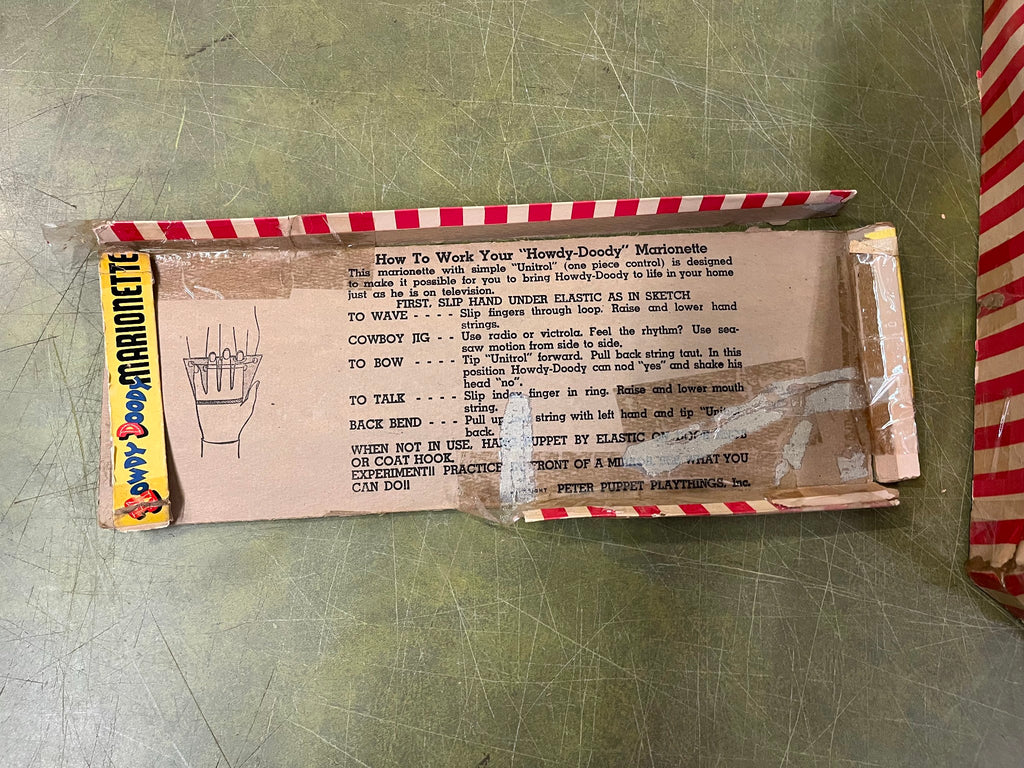 HOWDY DOODY MARIONETTE
How To Work Your "Howdy-Doody" Marionette
This marionette with simple "Unitrol" (one piece control) is designed
to make it possible for you to bring Howdy-Doody to life in your home
just as he is on television.
FIRST, SLIP HAND UNDER ELASTIC AS IN SKETCH
TO WAVE - - - - Slip fingers through loop. Raise and lower hand
strings.
COWBOY JIG - - Use radio or victrola. Feel the rhythm? Use sea-
saw motion from side to side.
TO BOW - - - - Tip "Unitrol" forward. Pull back string taut. In this
position Howdy-Doody can nod "yes" and shake his
head "no".
TO TALK - - - - Slip index finger in ring. Raise and lower mouth
string.
BACK BEND - - - Pull up string with left hand and tip
back.
WHEN NOT IN USE, PUPPET BY ELASTIC
OR COAT HOOK.
EXPERIMENT!! PRACTICE IN FRONT OF A WHAT YOU
CAN DO!!
PETER PUPPET PLAYTHINGS, Inc.